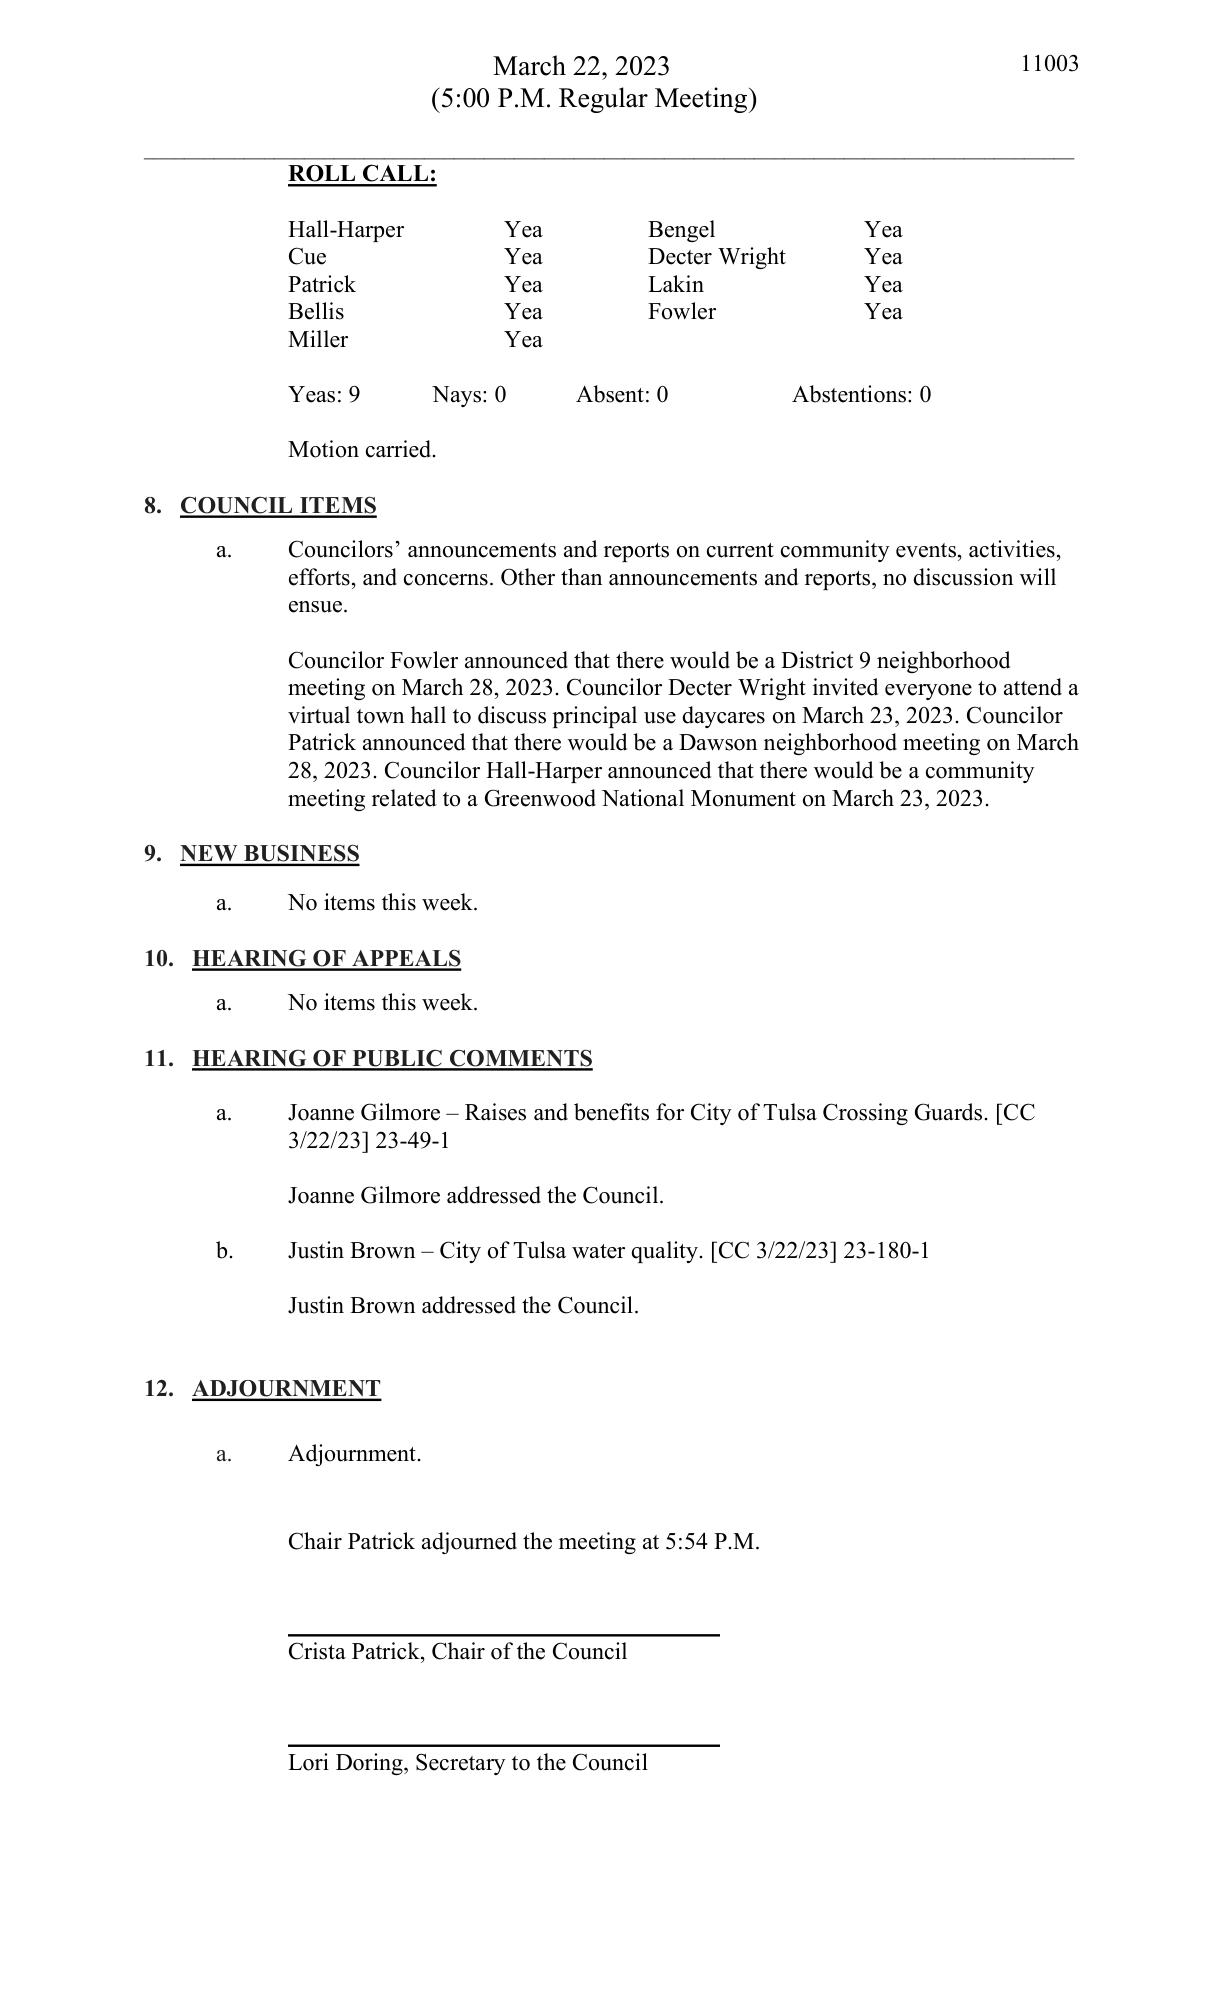 March 22, 2023
11003
(5:00 P.M. Regular Meeting)
ROLL CALL:
Hall-Harper Yea Bengel Yea
Cue Yea Decter Wright Yea
Patrick Yea Lakin Yea
Bellis Yea Fowler Yea
Miller Yea
Yeas: 9 Nays: 0 Absent: 0 Abstentions: 0
Motion carried.
8. COUNCIL ITEMS
a. Councilors’ announcements and reports on current community events, activities,
efforts, and concerns. Other than announcements and reports, no discussion will
ensue.
Councilor Fowler announced that there would be a District 9 neighborhood
meeting on March 28, 2023. Councilor Decter Wright invited everyone to attend a
virtual town hall to discuss principal use daycares on March 23, 2023. Councilor
Patrick announced that there would be a Dawson neighborhood meeting on March
28, 2023. Councilor Hall-Harper announced that there would be a community
meeting related to a Greenwood National Monument on March 23, 2023.
9. NEW BUSINESS
a. No items this week.
10. HEARING OF APPEALS
a. No items this week.
11. HEARING OF PUBLIC COMMENTS
a. Joanne Gilmore – Raises and benefits for City of Tulsa Crossing Guards. [CC
3/22/23] 23-49-1
Joanne Gilmore addressed the Council.
b. Justin Brown – City of Tulsa water quality. [CC 3/22/23] 23-180-1
Justin Brown addressed the Council.
12. ADJOURNMENT
a. Adjournment.
Chair Patrick adjourned the meeting at 5:54 P.M.
Crista Patrick, Chair of the Council
Lori Doring, Secretary to the Council